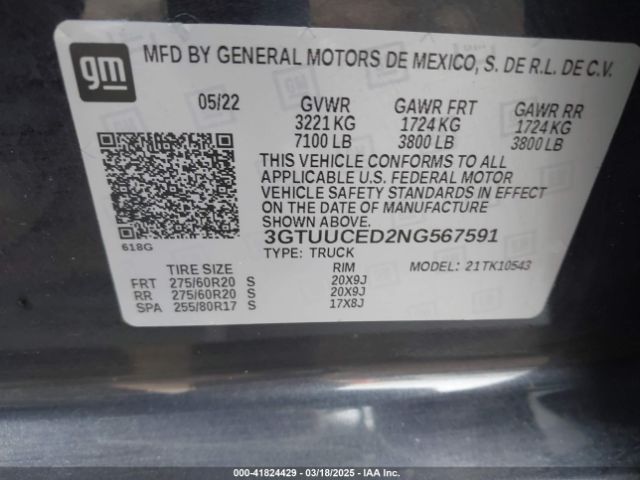 gm
MFD BY GENERAL MOTORS DE MEXICO, S. DE R.L. DE C.V.
05/22 GVWR GAWR FRT GAWR RR
3221 KG 1724 KG 1724 KG
7100 LB 3800 LB 3800 LB
THIS VEHICLE CONFORMS TO ALL
APPLICABLE U.S. FEDERAL MOTOR
VEHICLE SAFETY STANDARDS IN EFFECT
ON THE DATE OF MANUFACTURE
SHOWN ABOVE.
618G 3GTUUCED2NG567591
TYPE: TRUCK MODEL: 21TK10543
TIRE SIZE RIM
FRT 275/60R20 S 20X9J
RR 275/60R20 S 20X9J
SPA 255/80R17 S 17X8J
000-41824429 - 03/18/2025 - IAA Inc.